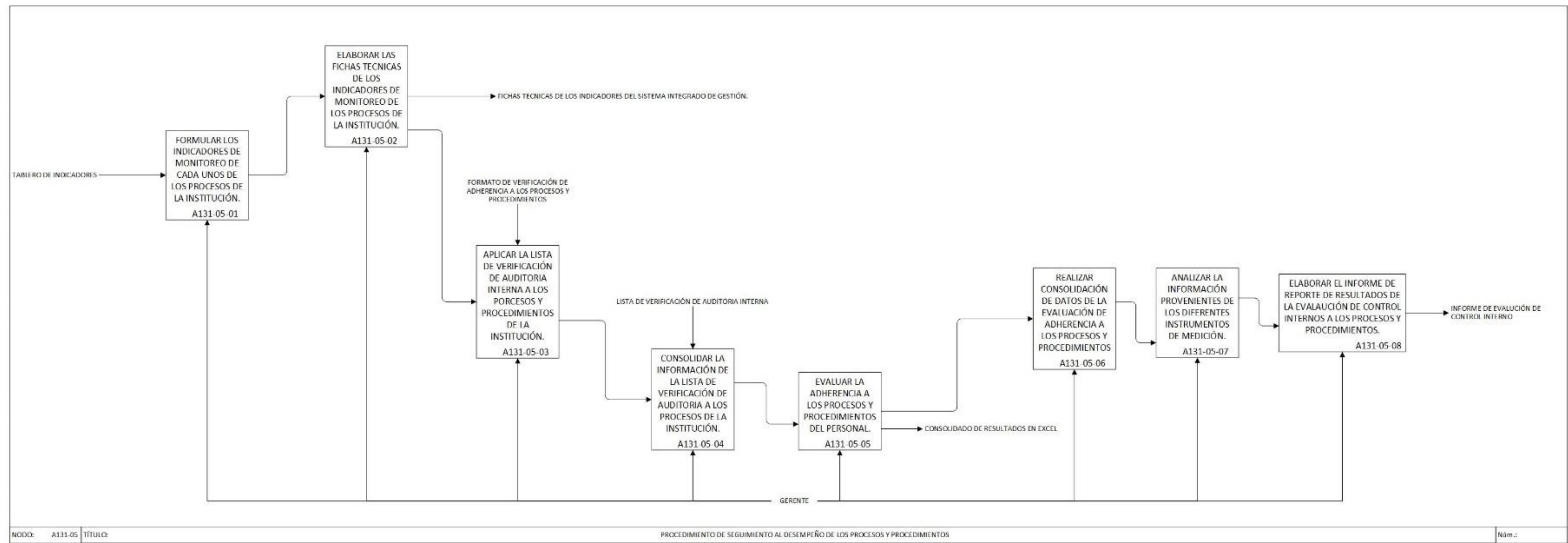 TABLERO DE INDICADORES
FORMULAR LOS
INDICADORES DE
MONITOREO DE
CADA UNOS DE
LOS PROCESOS DE
LA INSTITUCIÓN.
A131-05-01
ELABORAR LAS
FICHAS TECNICAS
DE LOS
INDICADORES DE
MONITOREO DE
LOS PROCESOS DE
LA INSTITUCIÓN.
A131-05-02
FICHAS TECNICAS DE LOS INDICADORES DEL SISTEMA INTEGRADO DE GESTIÓN.
FORMATO DE VERIFICACIÓN DE
ADHERENCIA A LOS PROCESOS Y
PROCEDIMIENTOS
APLICAR LA LISTA
DE VERIFICACIÓN
DE AUDITORIA
INTERNA A LOS
PORCESOS Y
PROCEDIMIENTOS
DE LA
INSTITUCIÓN.
A131-05-03
LISTA DE VERIFICACIÓN DE AUDITORIA INTERNA
CONSOLIDAR LA
INFORMACIÓN DE
LA LISTA DE
VERIFICACIÓN DE
AUDITORIA A LOS
PROCESOS DE LA
INSTITUCIÓN.
A131-05-04
EVALUAR LA
ADHERENCIA A
LOS PROCESOS Y
PROCEDIMIENTOS
DEL PERSONAL.
A131-05-05
CONSOLIDADO DE RESULTADOS EN EXCEL
REALIZAR
CONSOLIDACIÓN
DE DATOS DE LA
EVALUACIÓN DE
ADHERENCIA A
LOS PROCESOS Y
PROCEDIMIENTOS
A131-05-06
ANALIZAR LA
INFORMACIÓN
PROVENIENTES DE
LOS DIFERENTES
INSTRUMENTOS
DE MEDICIÓN.
A131-05-07
ELABORAR EL INFORME DE
REPORTE DE RESULTADOS DE
LA EVALAUCIÓN DE CONTROL
INTERNOS A LOS PROCESOS Y
PROCEDIMIENTOS.
A131-05-08
INFORME DE EVALUCIÓN DE
CONTROL INTERNO
GERENTE
NODO: A131-05 TÍTULO: PROCEDIMIENTO DE SEGUIMIENTO AL DESEMPEÑO DE LOS PROCESOS Y PROCEDIMIENTOS Núm.: